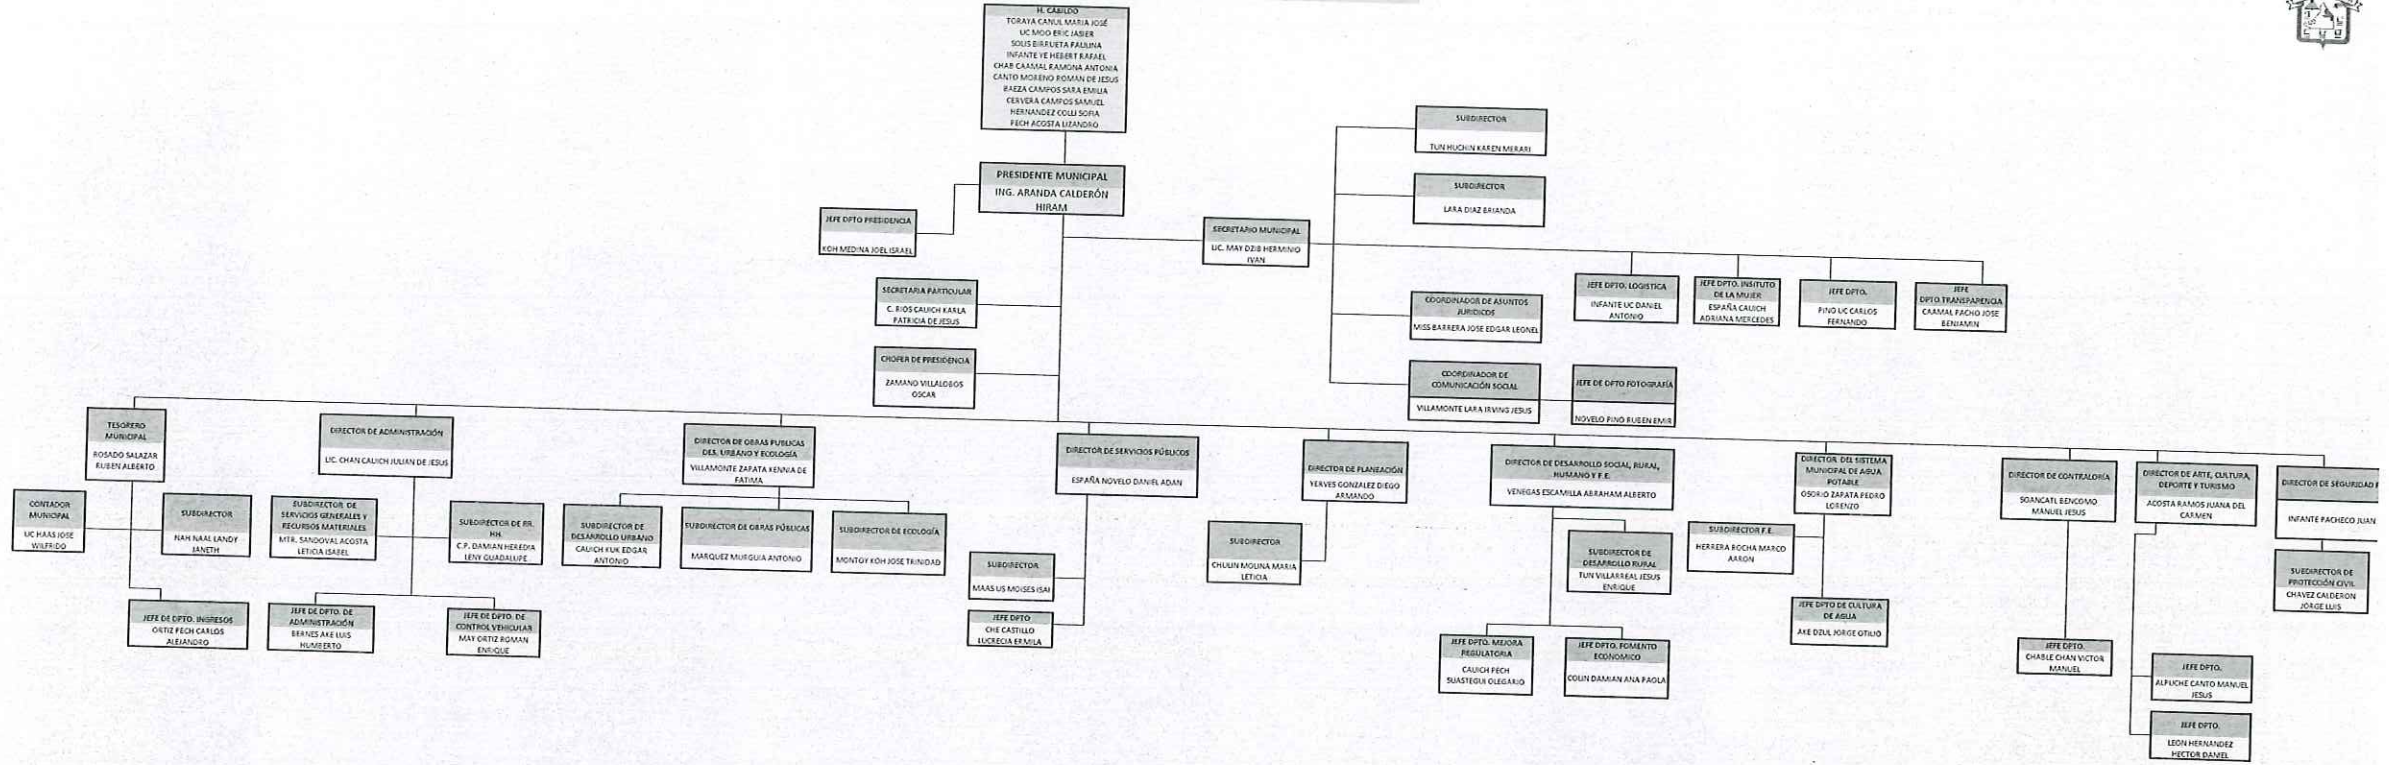 H. CABILDO
TORAYA CANUL MARIA JOSÉ
UC MOO ERIC JASIER
SOLIS BIRRUETA PAULINA
INFANTE YE HEBERT RAFAEL
CHAB CAAMAL RAMONA ANTONIA
CANTO MORENO ROMAN DE JESUS
BAEZA CAMPOS SARA EMILIA
CERVERA CAMPOS SAMUEL
HERNANDEZ COLLI SOFIA
PECH ACOSTA LIZANDRO
PRESIDENTE MUNICIPAL
ING. ARANDA CALDERÓN
HIRAM
JEFE DPTO PRESIDENCIA
KOH MEDINA JOEL ISRAEL
SECRETARIA PARTICULAR
C. RIOS CAUICH KARLA
PATRICIA DE JESUS
CHOFER DE PRESIDENCIA
ZAMANO VILLALOBOS
OSCAR
SECRETARIO MUNICIPAL
LIC. MAY DZIB HERMINIO
IVAN
SUBDIRECTOR
TUN HUCHIN KAREN MERARI
SUBDIRECTOR
LARA DIAZ BRIANDA
COORDINADOR DE ASUNTOS
JURIDICOS
MISS BARRERA JOSE EDGAR LEONEL
COORDINADOR DE
COMUNICACIÓN SOCIAL
VILLAMONTE LARA IRVING JESUS
JEFE DE DPTO FOTOGRAFÍA
NOVELO PINO RUBEN EMIR
JEFE DPTO. LOGISTICA
INFANTE UC DANIEL
ANTONIO
JEFE DPTO. INSITUTO
DE LA MUJER
ESPAÑA CAUICH
ADRIANA MERCEDES
JEFE DPTO.
PINO UC CARLOS
FERNANDO
JEFE
DPTO.TRANSPARENCIA
CAAMAL PACHO JOSE
BENJAMIN
TESORERO
MUNICIPAL
ROSADO SALAZAR
RUBEN ALBERTO
CONTADOR
MUNICIPAL
UC HAAS JOSE
WILFRIDO
SUBDIRECTOR
NAH NAAL LANDY
JANETH
JEFE DE DPTO. INGRESOS
ORTIZ PECH CARLOS
ALEJANDRO
DIRECTOR DE ADMINISTRACIÓN
LIC. CHAN CAUICH JULIAN DE JESUS
SUBDIRECTOR DE
SERVICIOS GENERALES Y
RECURSOS MATERIALES
MTR. SANDOVAL ACOSTA
LETICIA ISABEL
SUBDIRECTOR DE RR.
HH.
C.P. DAMIAN HEREDIA
LENY GUADALUPE
JEFE DE DPTO. DE
ADMINISTRACIÓN
BERNES AKE LUIS
HUMBERTO
JEFE DE DPTO. DE
CONTROL VEHICULAR
MAY ORTIZ ROMAN
ENRIQUE
DIRECTOR DE OBRAS PUBLICAS
DES. URBANO Y ECOLOGÍA
VILLAMONTE ZAPATA KENNIA DE
FATIMA
SUBDIRECTOR DE
DESARROLLO URBANO
CAUICH KUK EDGAR
ANTONIO
SUBDIRECTOR DE OBRAS PÚBLICAS
MARQUEZ MURGUIA ANTONIO
SUBDIRECTOR DE ECOLOGÍA
MONTOY KOH JOSE TRINIDAD
DIRECTOR DE SERVICIOS PÚBLICOS
ESPAÑA NOVELO DANIEL ADAN
SUBDIRECTOR
MAAS US MOISES ISAI
JEFE DPTO
CHE CASTILLO
LUCRECIA ERMILA
DIRECTOR DE PLANEACIÓN
YERVES GONZALEZ DIEGO
ARMANDO
SUBDIRECTOR
CHULIN MOLINA MARIA
LETICIA
DIRECTOR DE DESARROLLO SOCIAL, RURAL,
HUMANO Y F.E.
VENEGAS ESCAMILLA ABRAHAM ALBERTO
SUBDIRECTOR DE
DESARROLLO RURAL
TUN VILLARREAL JESUS
ENRIQUE
JEFE DPTO. MEJORA
REGULATORIA
CAUICH PECH
SUASTEGUI OLEGARIO
JEFE DPTO. FOMENTO
ECONOMICO
COLIN DAMIAN ANA PAOLA
DIRECTOR DEL SISTEMA
MUNICIPAL DE AGUA
POTABLE
OSORIO ZAPATA PEDRO
LORENZO
SUBDIRECTOR F.E.
HERRERA ROCHA MARCO
AARON
JEFE DPTO DE CULTURA
DE AGUA
AKE DZUL JORGE OTILIO
DIRECTOR DE CONTRALORÍA
SOANCATL BENCOMO
MANUEL JESUS
JEFE DPTO.
CHABLE CHAN VICTOR
MANUEL
DIRECTOR DE ARTE, CULTURA,
DEPORTE Y TURISMO
ACOSTA RAMOS JUANA DEL
CARMEN
JEFE DPTO.
ALPUCHE CANTO MANUEL
JESUS
JEFE DPTO.
LEON HERNANDEZ
HECTOR DANIEL
DIRECTOR DE SEGURIDAD
INFANTE PACHECO JUAN
SUBDIRECTOR DE
PROTECCIÓN CIVIL
CHAVEZ CALDERON
JORGE LUIS